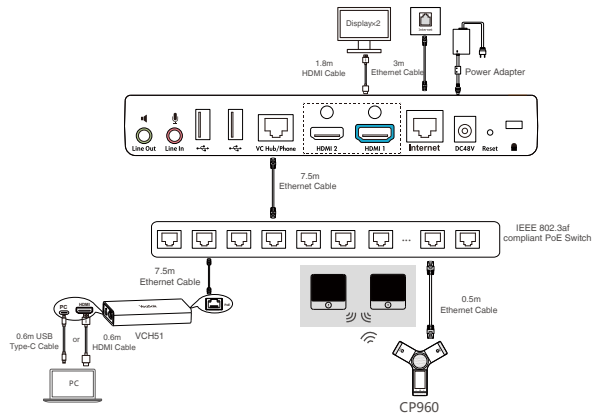 Displayx2
Internet
1.8m
HDMI Cable
3m
Ethernet Cable
Power Adapter
Line Out
Line In
VC Hub/Phone
HDMI 2
HDMI 1
Internet
DC48V
Reset
7.5m
Ethernet Cable
IEEE 802.3af
compliant PoE Switch
...
7.5m
Ethernet Cable
0.5m
Ethernet Cable
PC
HDMI
VCH51
0.6m USB
Type-C Cable
or
0.6m
HDMI Cable
PC
CP960